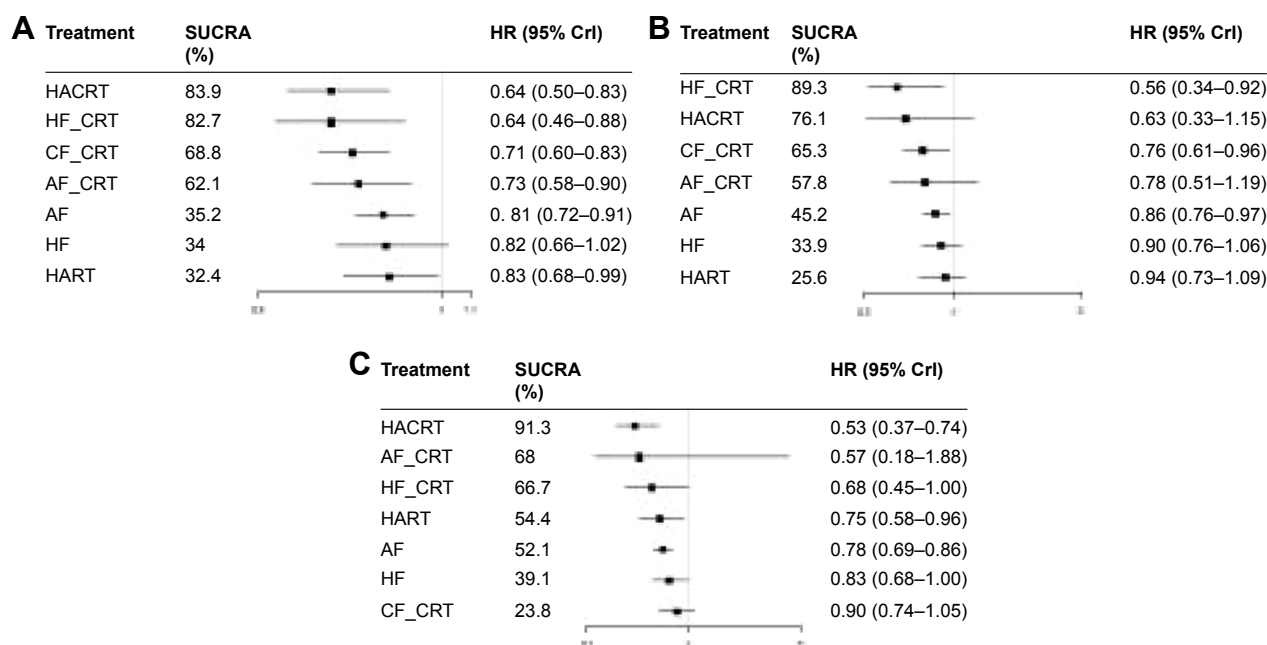 A Treatment SUCRA (%) HR (95% CrI)
HACRT 83.9 0.64 (0.50–0.83)
HF_CRT 82.7 0.64 (0.46–0.88)
CF_CRT 68.8 0.71 (0.60–0.83)
AF_CRT 62.1 0.73 (0.58–0.90)
AF 35.2 0. 81 (0.72–0.91)
HF 34 0.82 (0.66–1.02)
HART 32.4 0.83 (0.68–0.99)
B Treatment SUCRA (%) HR (95% CrI)
HF_CRT 89.3 0.56 (0.34–0.92)
HACRT 76.1 0.63 (0.33–1.15)
CF_CRT 65.3 0.76 (0.61–0.96)
AF_CRT 57.8 0.78 (0.51–1.19)
AF 45.2 0.86 (0.76–0.97)
HF 33.9 0.90 (0.76–1.06)
HART 25.6 0.94 (0.73–1.09)
C Treatment SUCRA (%) HR (95% CrI)
HACRT 91.3 0.53 (0.37–0.74)
AF_CRT 68 0.57 (0.18–1.88)
HF_CRT 66.7 0.68 (0.45–1.00)
HART 54.4 0.75 (0.58–0.96)
AF 52.1 0.78 (0.69–0.86)
HF 39.1 0.83 (0.68–1.00)
CF_CRT 23.8 0.90 (0.74–1.05)